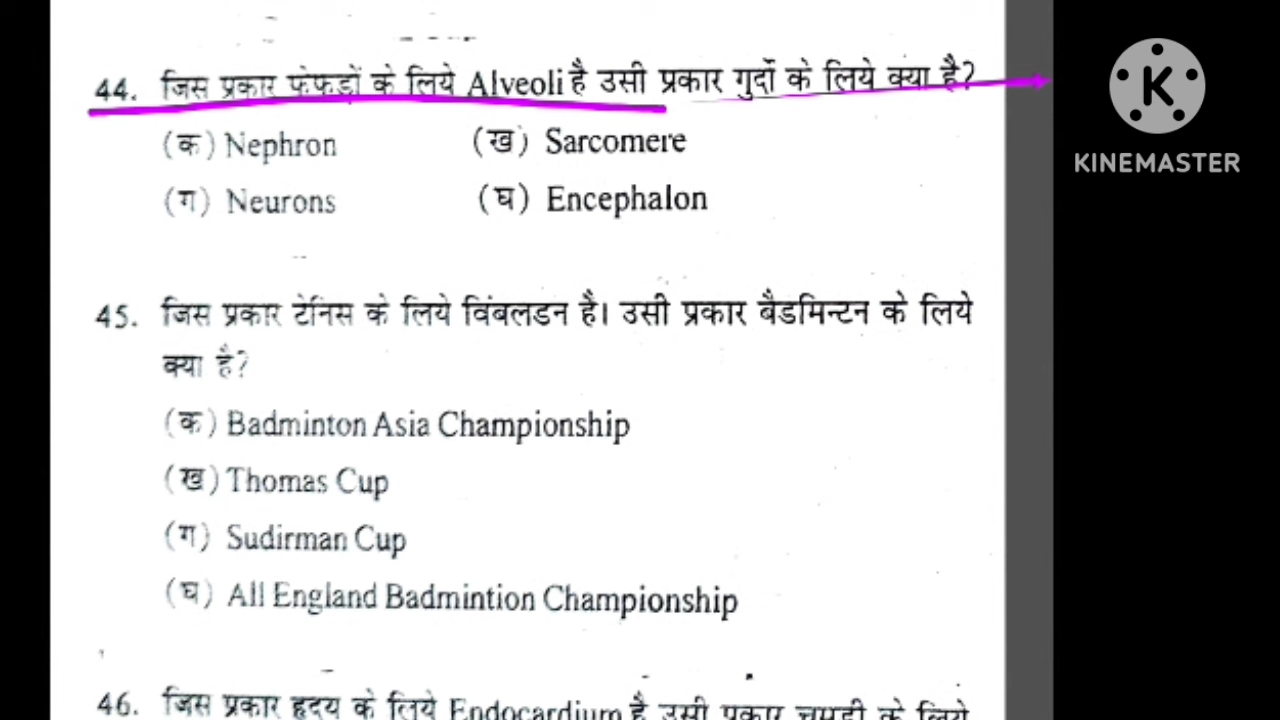 44. जिस प्रकार फेफड़ों के लिये Alveoli है उसी प्रकार गुर्दो के लिये क्या है?
(क) Nephron (ख) Sarcomere
(ग) Neurons (घ) Encephalon
45. जिस प्रकार टेनिस के लिये विंबलडन है। उसी प्रकार बैडमिन्टन के लिये
क्या है?
(क) Badminton Asia Championship
(ख) Thomas Cup
(ग) Sudirman Cup
(घ) All England Badmintion Championship
46. जिस प्रकार हृदय के लिये Endocardium है उसी प्रकार चमड़ी के लिये
K
KINEMASTER